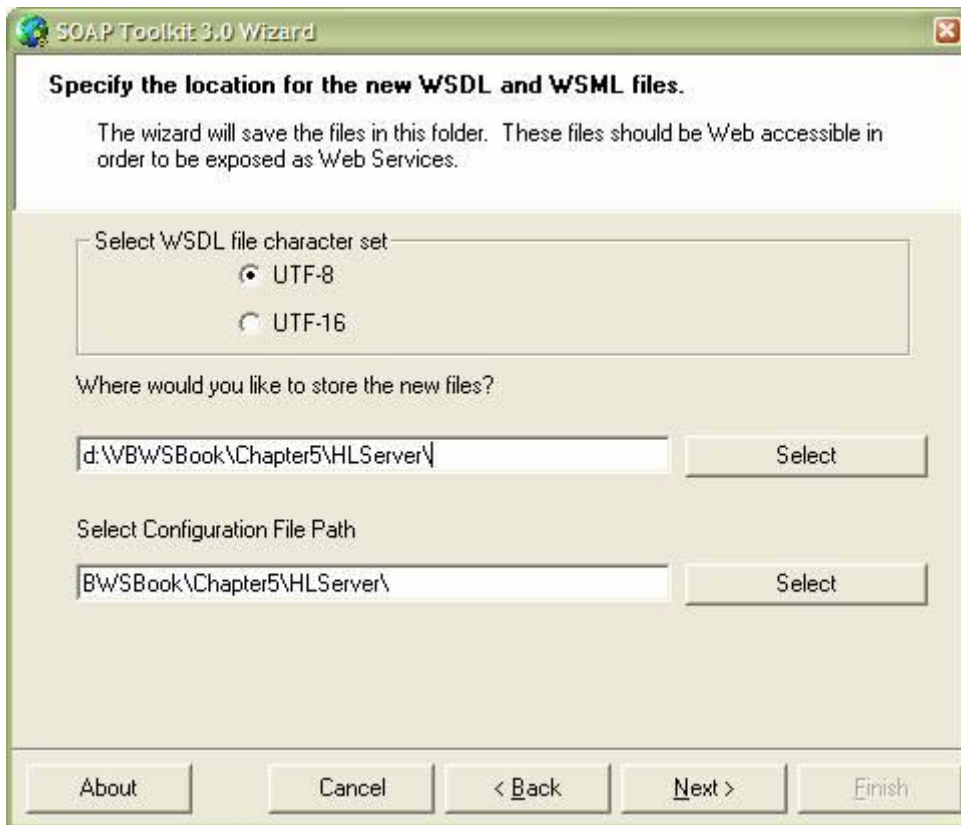 SOAP Toolkit 3.0 Wizard
Specify the location for the new WSDL and WSML files.
The wizard will save the files in this folder. These files should be Web accessible in
order to be exposed as Web Services.
Select WSDL file character set
UTF-8
UTF-16
Where would you like to store the new files?
d:\VBWSBook\Chapter5\HLServer\
Select
Select Configuration File Path
BWSBook\Chapter5\HLServer\
Select
About
Cancel
< Back
Next >
Finish